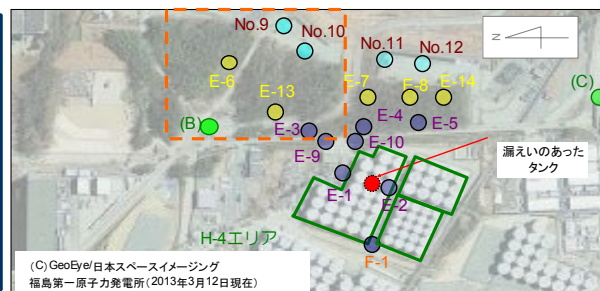 No.9
No.10
No.11
No.12
N
E-6
E-7
E-8
E-14
(C)
E-13
(B)
E-3
E-4
E-5
E-9
E-10
漏えいのあった
タンク
E-1
E-2
H-4エリア
F-1
(C)GeoEye/日本スペースイメージング
福島第一原子力発電所(2013年3月12日現在)